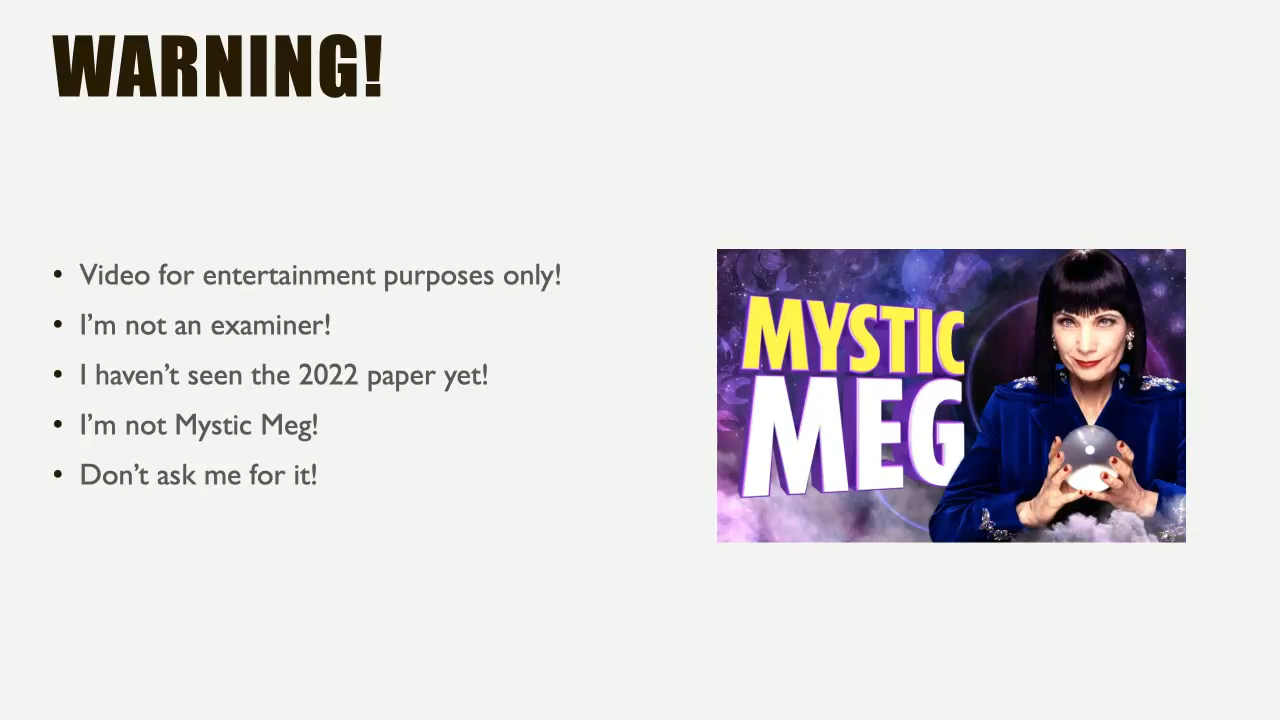 WARNING!
• Video for entertainment purposes only!
• I'm not an examiner!
• I haven't seen the 2022 paper yet!
• I'm not Mystic Meg!
• Don't ask me for it!
MYSTIC
MEG